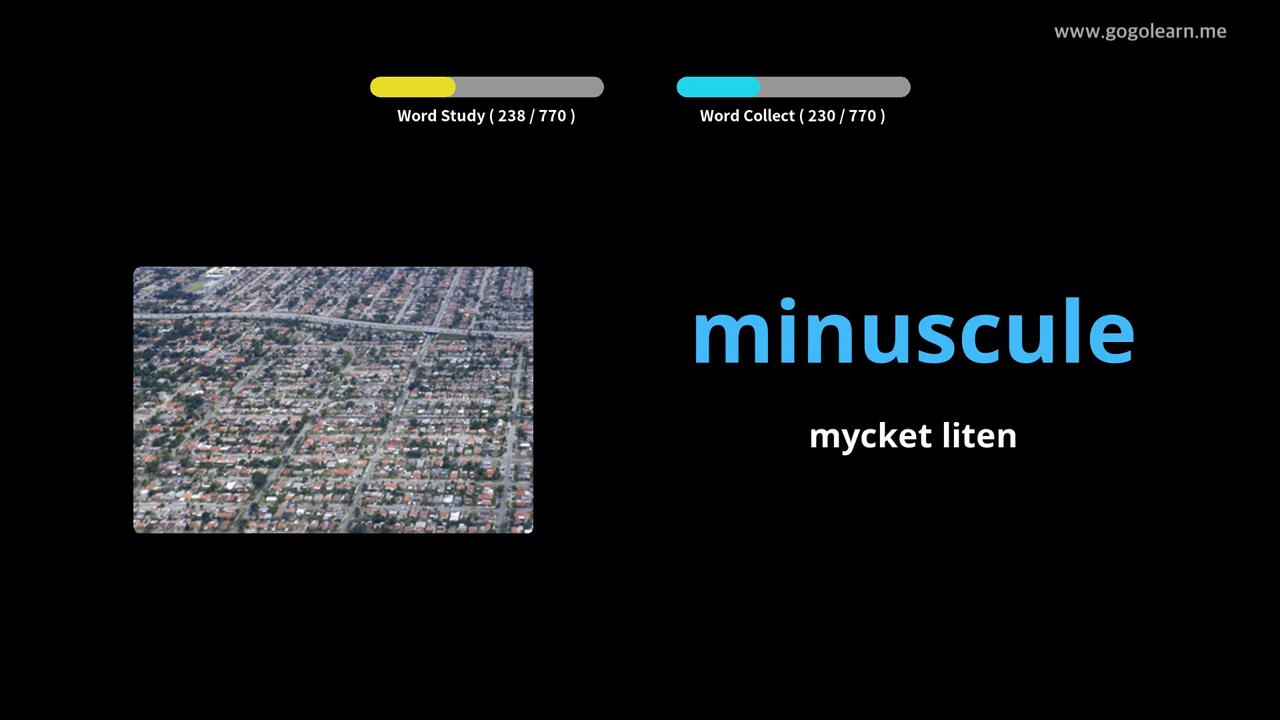 www.gogolearn.me
Word Study ( 238 / 770 )
Word Collect ( 230 / 770 )
minuscule
mycket liten